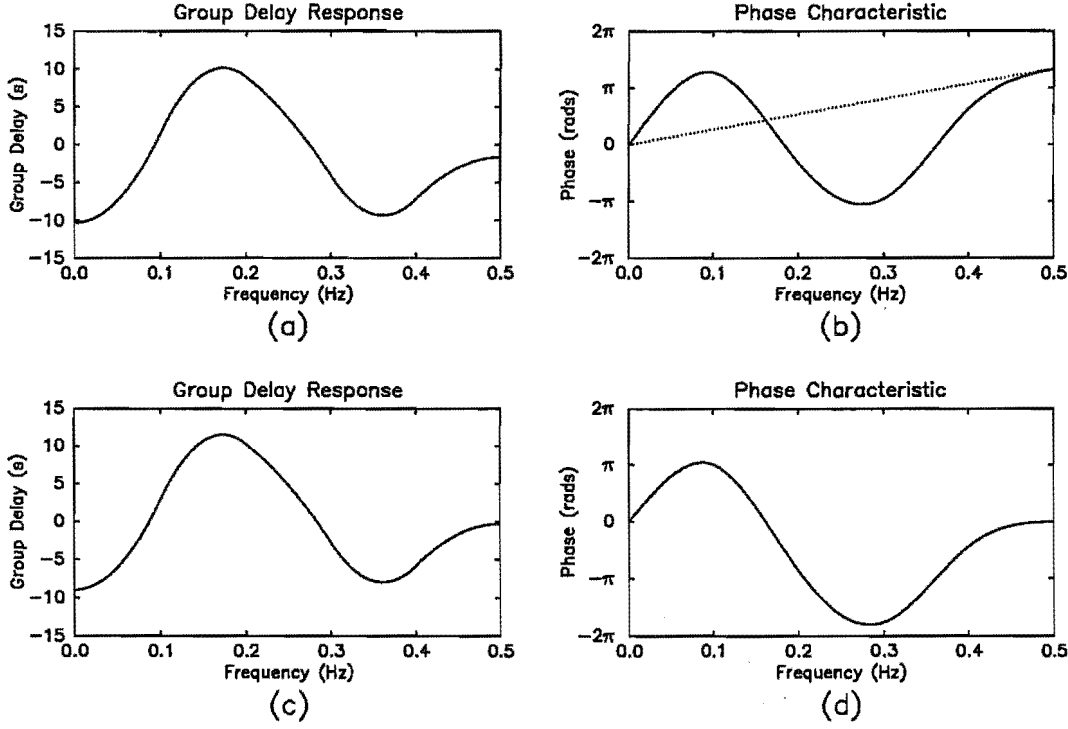 Group Delay Response
15
10
5
0
−5
−10
−15
Group Delay (s)
0.0 0.1 0.2 0.3 0.4 0.5
Frequency (Hz)
(a)
Phase Characteristic
2π
π
0
−π
−2π
Phase (rads)
0.0 0.1 0.2 0.3 0.4 0.5
Frequency (Hz)
(b)
Group Delay Response
15
10
5
0
−5
−10
−15
Group Delay (s)
0.0 0.1 0.2 0.3 0.4 0.5
Frequency (Hz)
(c)
Phase Characteristic
2π
π
0
−π
−2π
Phase (rads)
0.0 0.1 0.2 0.3 0.4 0.5
Frequency (Hz)
(d)